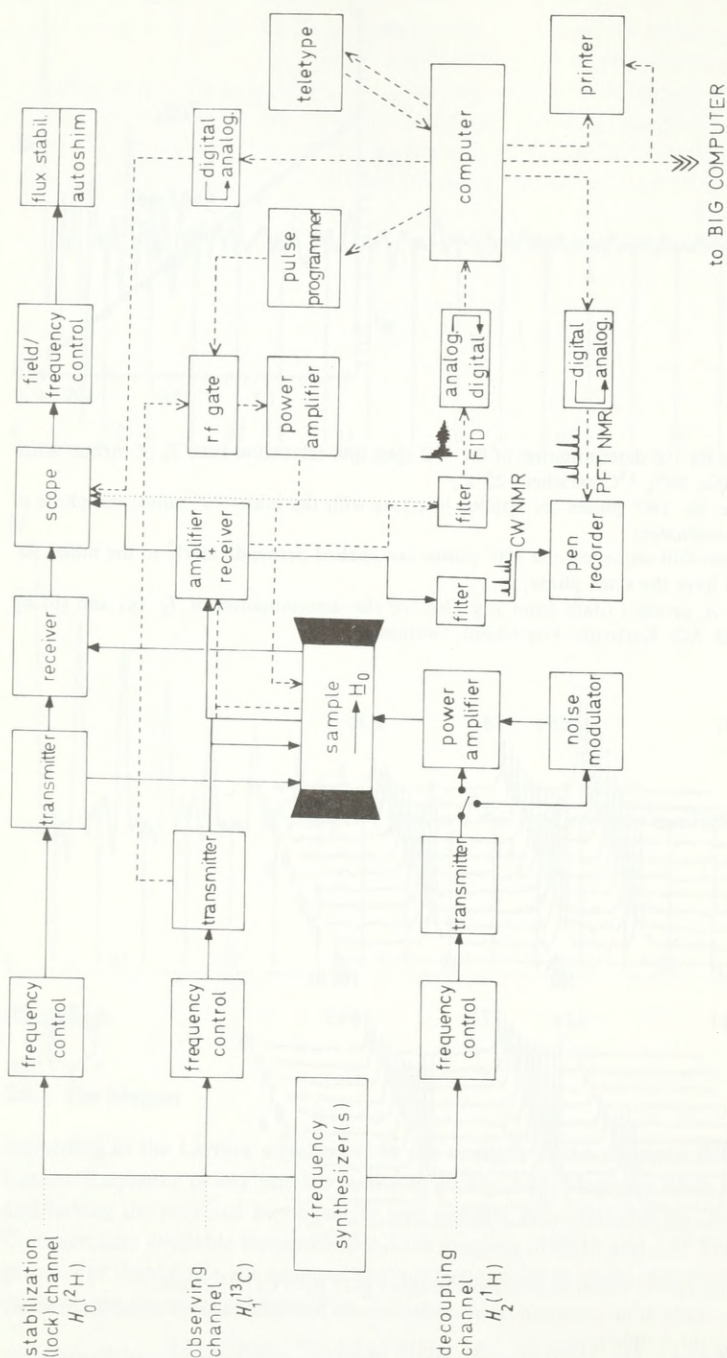 stabilization
(lock) channel
H₀(²H)
frequency
control
transmitter
receiver
scope
field/
frequency
control
flux stabil.
autoshim
observing
channel
H₁(¹³C)
frequency
control
transmitter
amplifier
+
receiver
rf gate
power
amplifier
pulse
programmer
digital
analog.
teletype
frequency
synthesizer(s)
sample
H₀
filter
CW NMR
filter
FID
analog.
digital
computer
pen
recorder
PFT NMR
digital
analog.
printer
to BIG COMPUTER
decoupling
channel
H₂(¹H)
frequency
control
transmitter
power
amplifier
noise
modulator